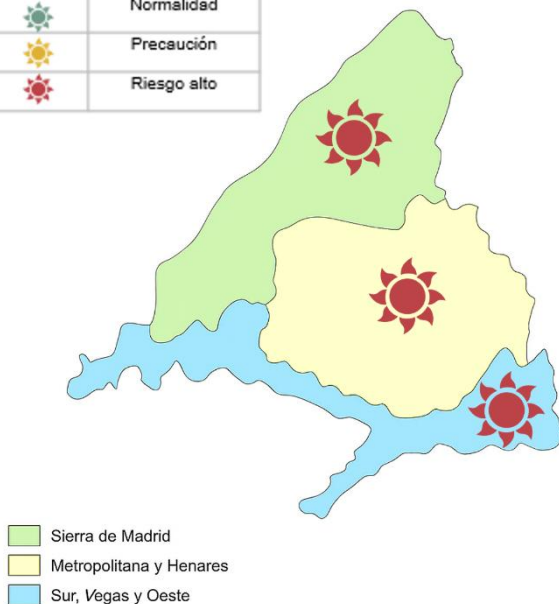 Normalidad
Precaución
Riesgo alto
Sierra de Madrid
Metropolitana y Henares
Sur, Vegas y Oeste